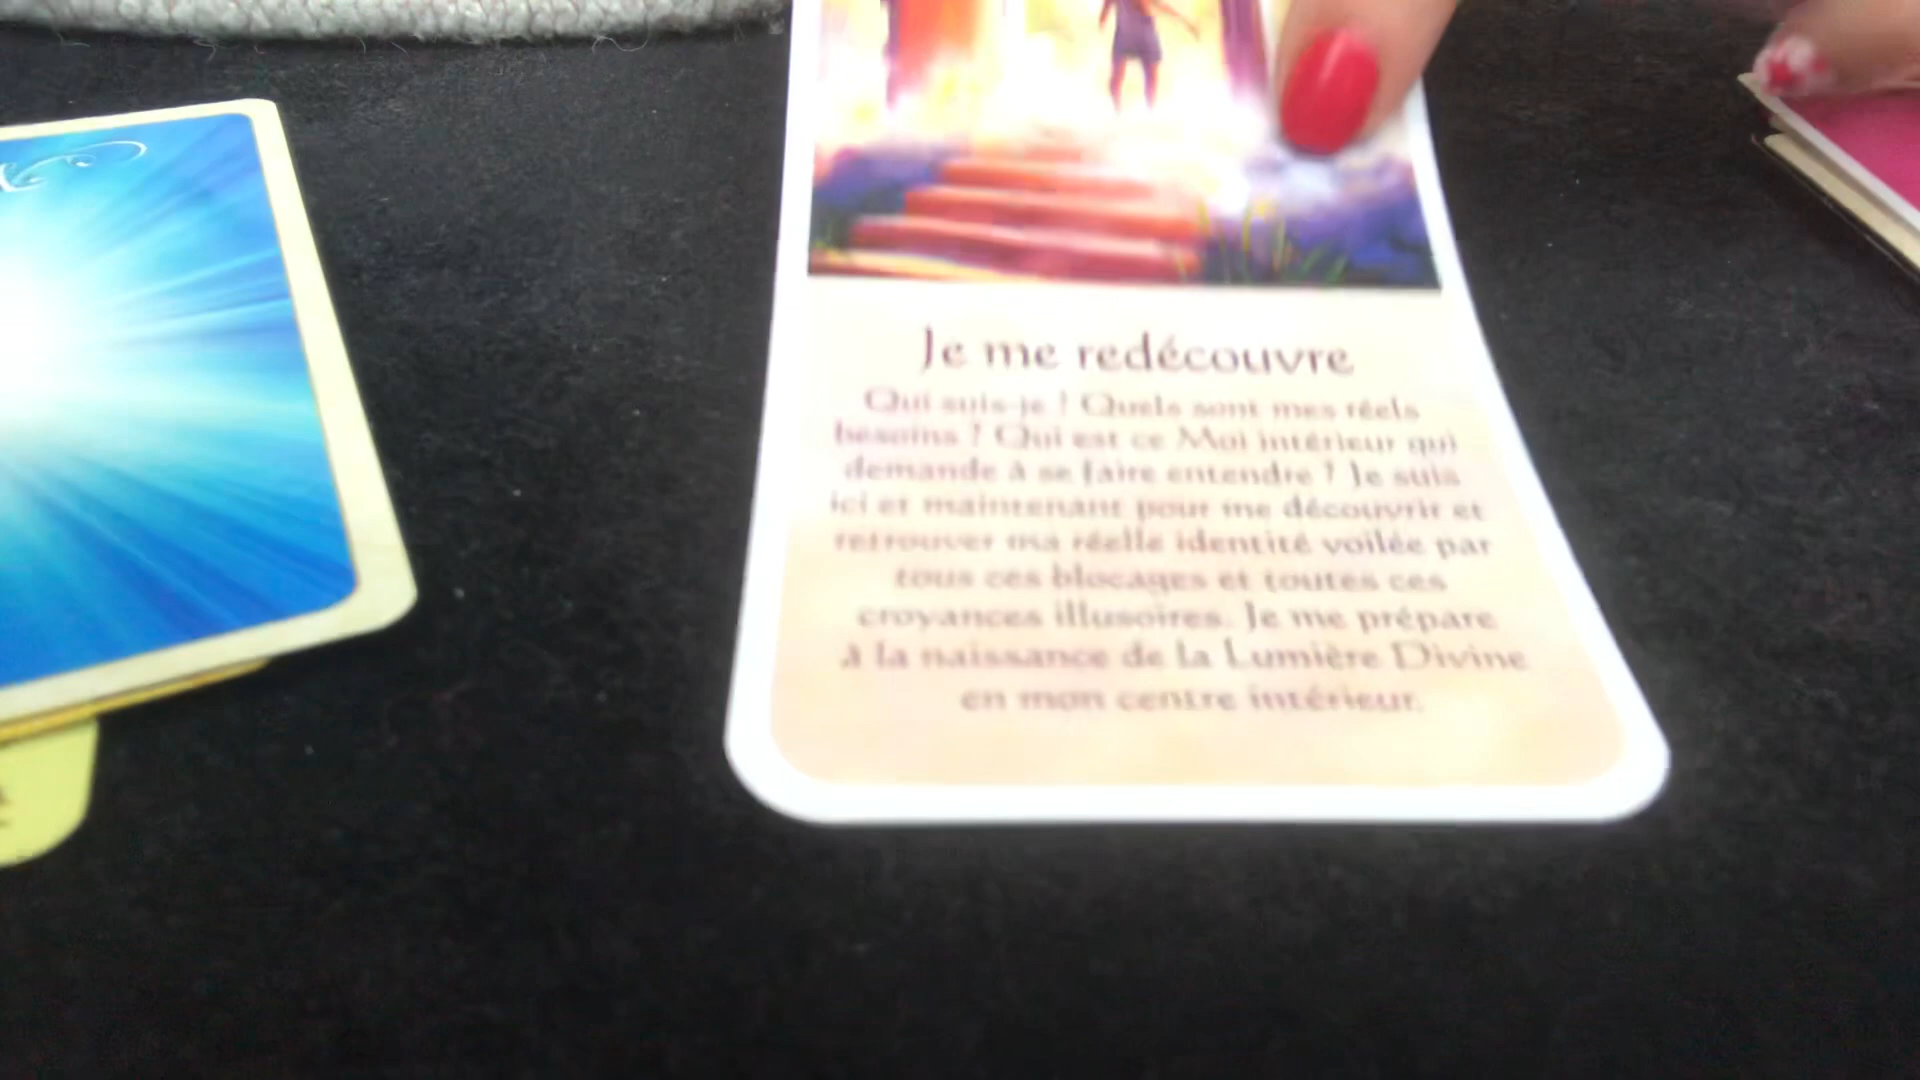 Je me redécouvre
Qui suis-je ? Quels sont mes réels
besoins ? Qui est ce Moi intérieur qui
demande à se faire entendre ? Je suis
ici et maintenant pour me découvrir et
retrouver ma réelle identité voilée par
tous ces blocages et toutes ces
croyances illusoires. Je me prépare
à la naissance de la Lumière Divine
en mon centre intérieur.